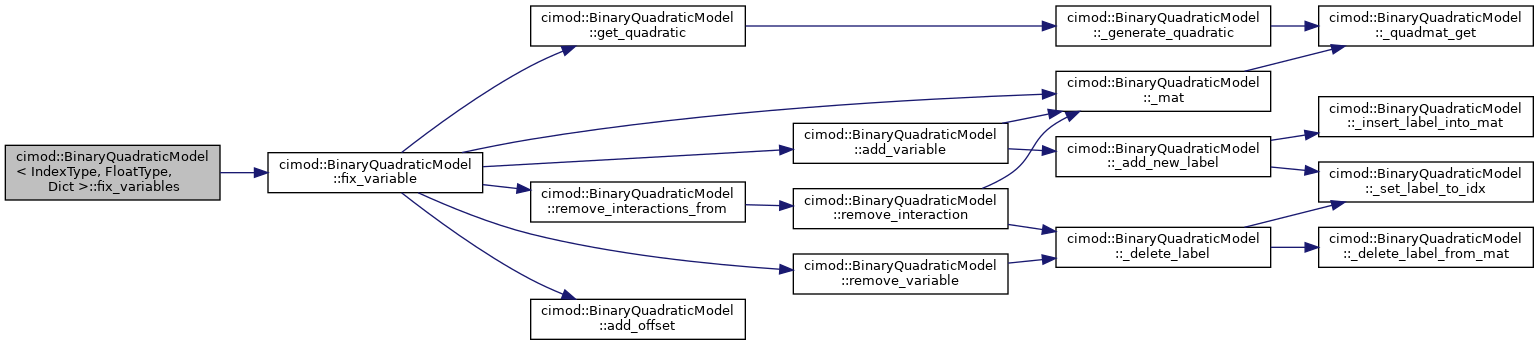 cimod::BinaryQuadraticModel
< IndexType, FloatType,
Dict >::fix_variables
cimod::BinaryQuadraticModel
::fix_variable
cimod::BinaryQuadraticModel
::get_quadratic
cimod::BinaryQuadraticModel
::remove_interactions_from
cimod::BinaryQuadraticModel
::add_offset
cimod::BinaryQuadraticModel
::add_variable
cimod::BinaryQuadraticModel
::remove_interaction
cimod::BinaryQuadraticModel
::remove_variable
cimod::BinaryQuadraticModel
::_generate_quadratic
cimod::BinaryQuadraticModel
::_mat
cimod::BinaryQuadraticModel
::_add_new_label
cimod::BinaryQuadraticModel
::_delete_label
cimod::BinaryQuadraticModel
::_quadmat_get
cimod::BinaryQuadraticModel
::_insert_label_into_mat
cimod::BinaryQuadraticModel
::_set_label_to_idx
cimod::BinaryQuadraticModel
::_delete_label_from_mat